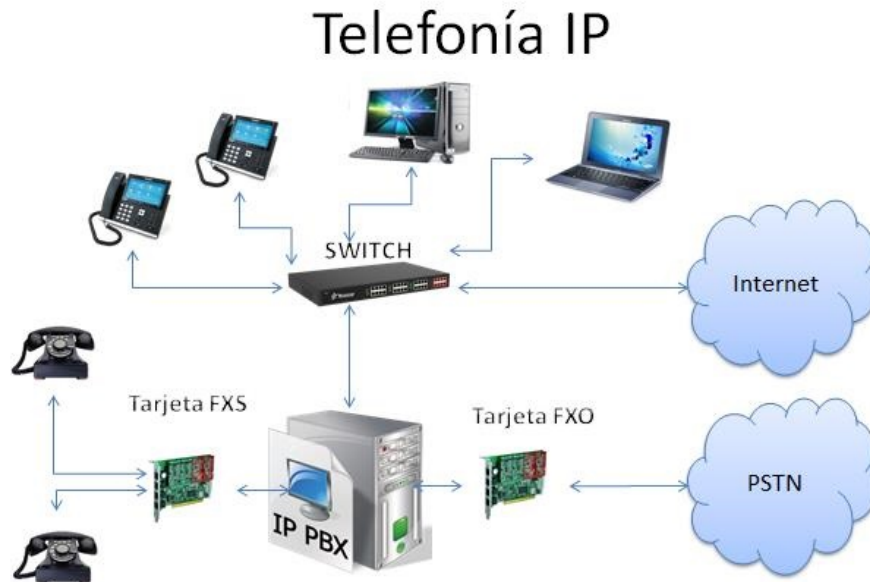 Telefonía IP
SWITCH
Internet
Tarjeta FXS
Tarjeta FXO
IP PBX
PSTN